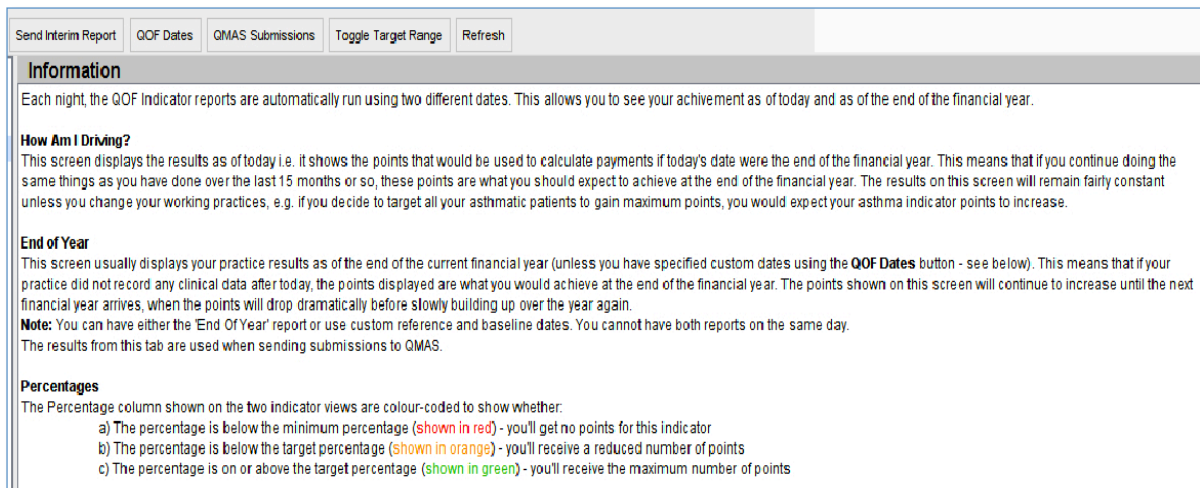 Send Interim Report QOF Dates QMAS Submissions Toggle Target Range Refresh
Information
Each night, the QOF Indicator reports are automatically run using two different dates. This allows you to see your achivement as of today and as of the end of the financial year.
How Am I Driving?
This screen displays the results as of today i.e. it shows the points that would be used to calculate payments if today's date were the end of the financial year. This means that if you continue doing the
same things as you have done over the last 15 months or so, these points are what you should expect to achieve at the end of the financial year. The results on this screen will remain fairly constant
unless you change your working practices, e.g. if you decide to target all your asthmatic patients to gain maximum points, you would expect your asthma indicator points to increase.
End of Year
This screen usually displays your practice results as of the end of the current financial year (unless you have specified custom dates using the QOF Dates button - see below). This means that if your
practice did not record any clinical data after today, the points displayed are what you would achieve at the end of the financial year. The points shown on this screen will continue to increase until the next
financial year arrives, when the points will drop dramatically before slowly building up over the year again.
Note: You can have either the 'End Of Year' report or use custom reference and baseline dates. You cannot have both reports on the same day.
The results from this tab are used when sending submissions to QMAS.
Percentages
The Percentage column shown on the two indicator views are colour-coded to show whether:
a) The percentage is below the minimum percentage (shown in red) - you'll get no points for this indicator
b) The percentage is below the target percentage (shown in orange) - you'll receive a reduced number of points
c) The percentage is on or above the target percentage (shown in green) - you'll receive the maximum number of points